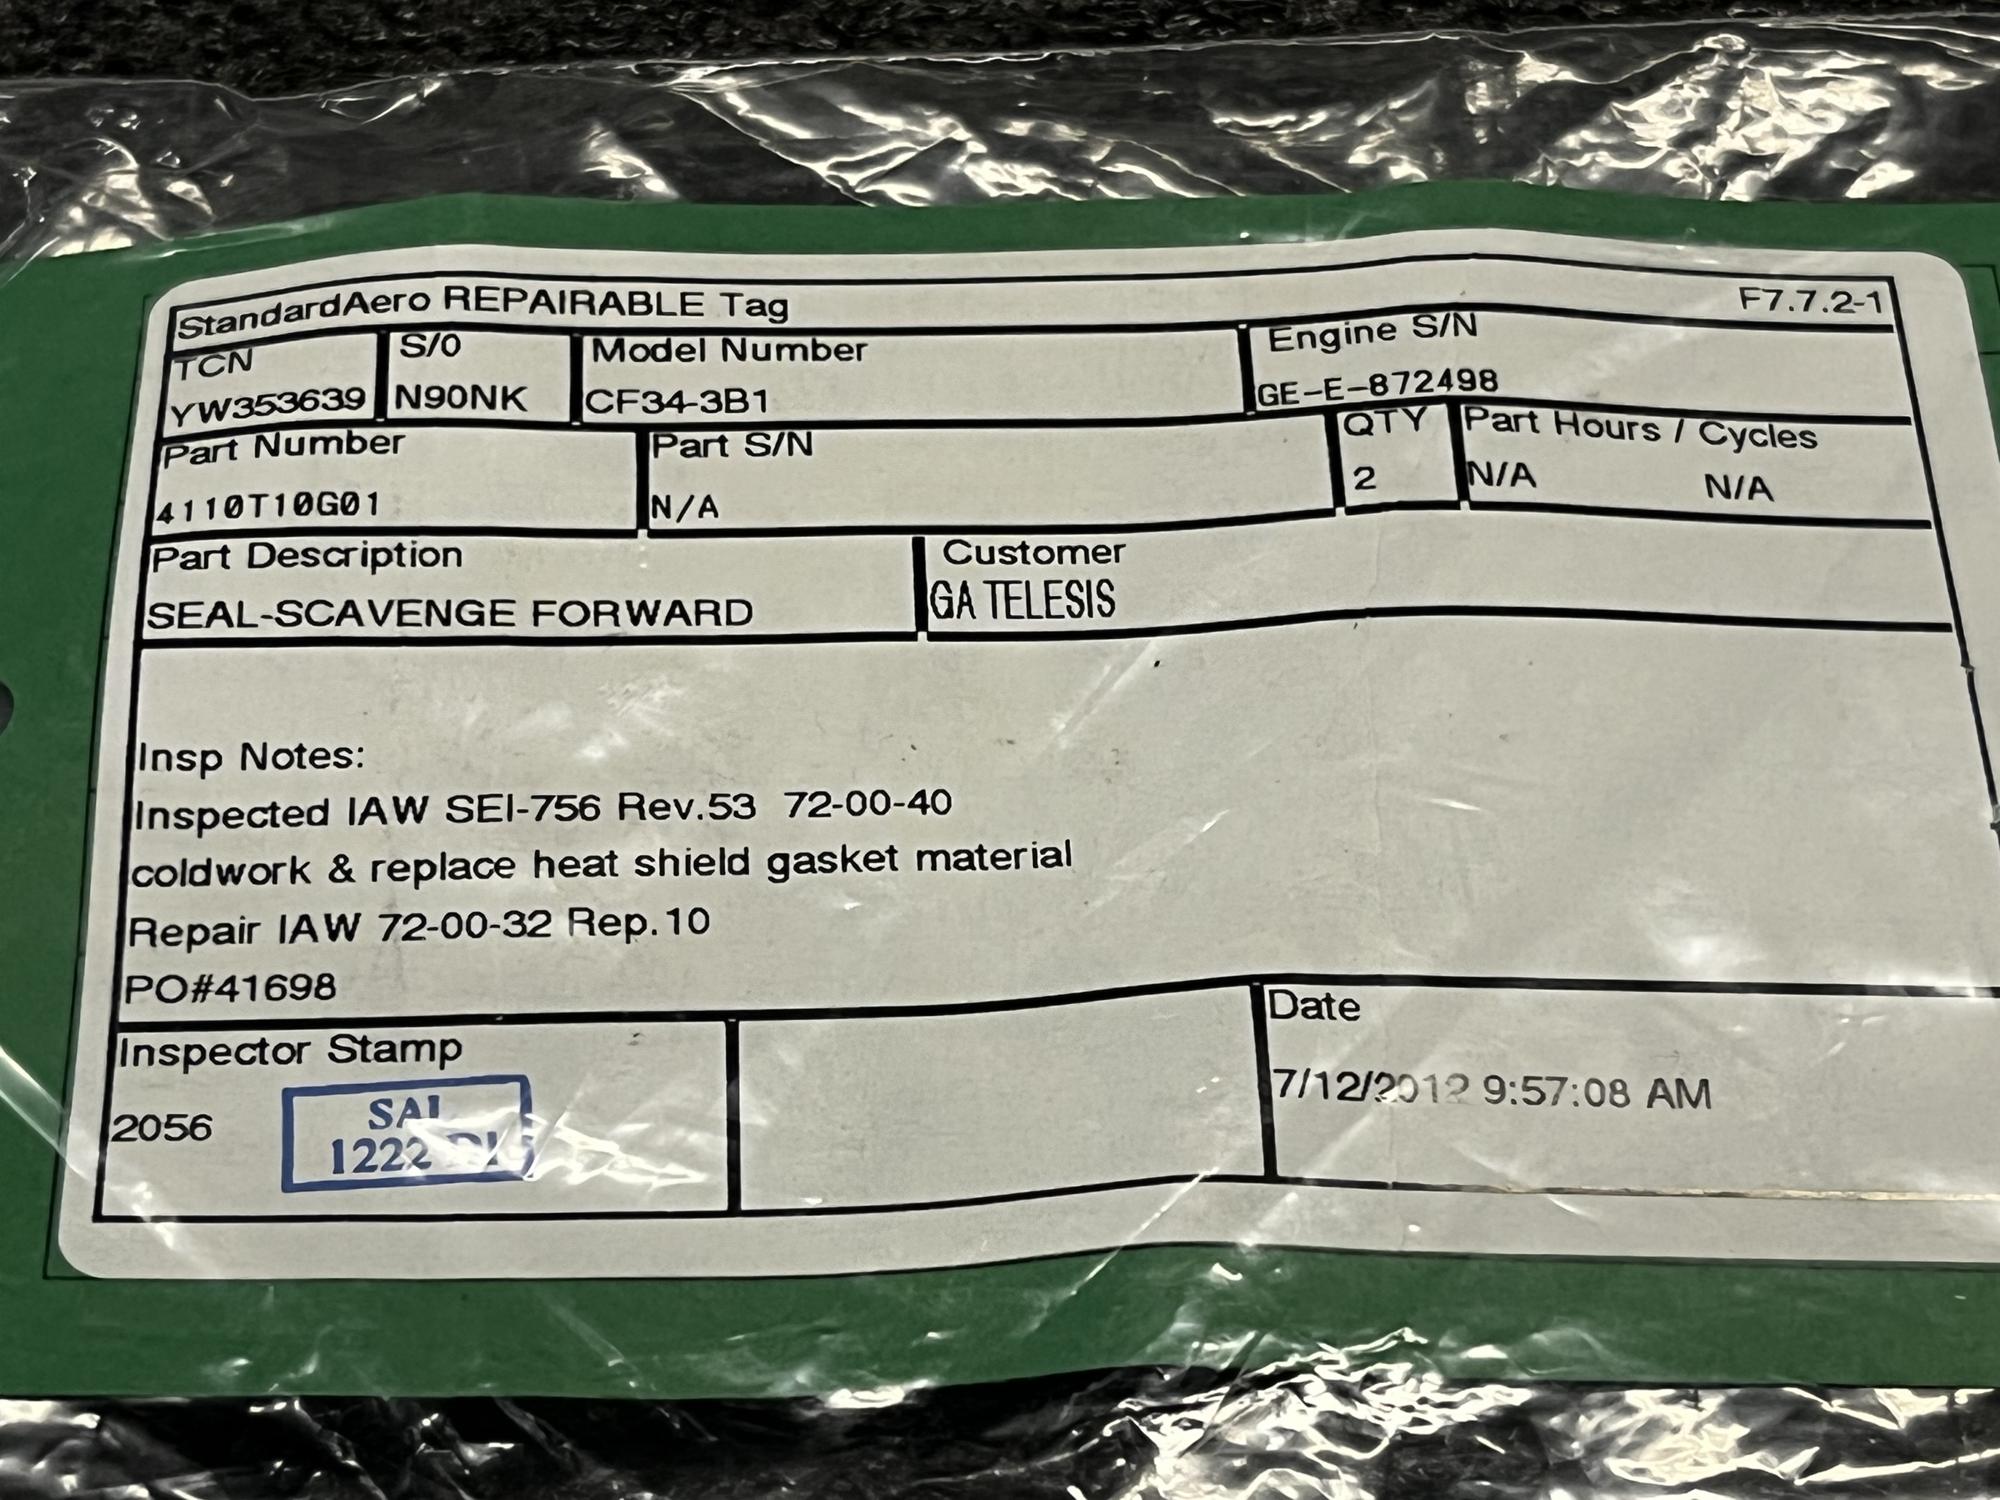 StandardAero REPAIRABLE Tag F7.7.2-1
TCN S/O Model Number Engine S/N
YW353639 N90NK CF34-3B1 GE-E-872498
Part Number Part S/N QTY Part Hours / Cycles
4110T10G01 N/A 2 N/A N/A
Part Description Customer
SEAL-SCAVENGE FORWARD GA TELESIS
Insp Notes:
Inspected IAW SEI-756 Rev.53 72-00-40
coldwork & replace heat shield gasket material
Repair IAW 72-00-32 Rep.10
PO#41698
Inspector Stamp Date
2056 7/12/2012 9:57:08 AM
1222